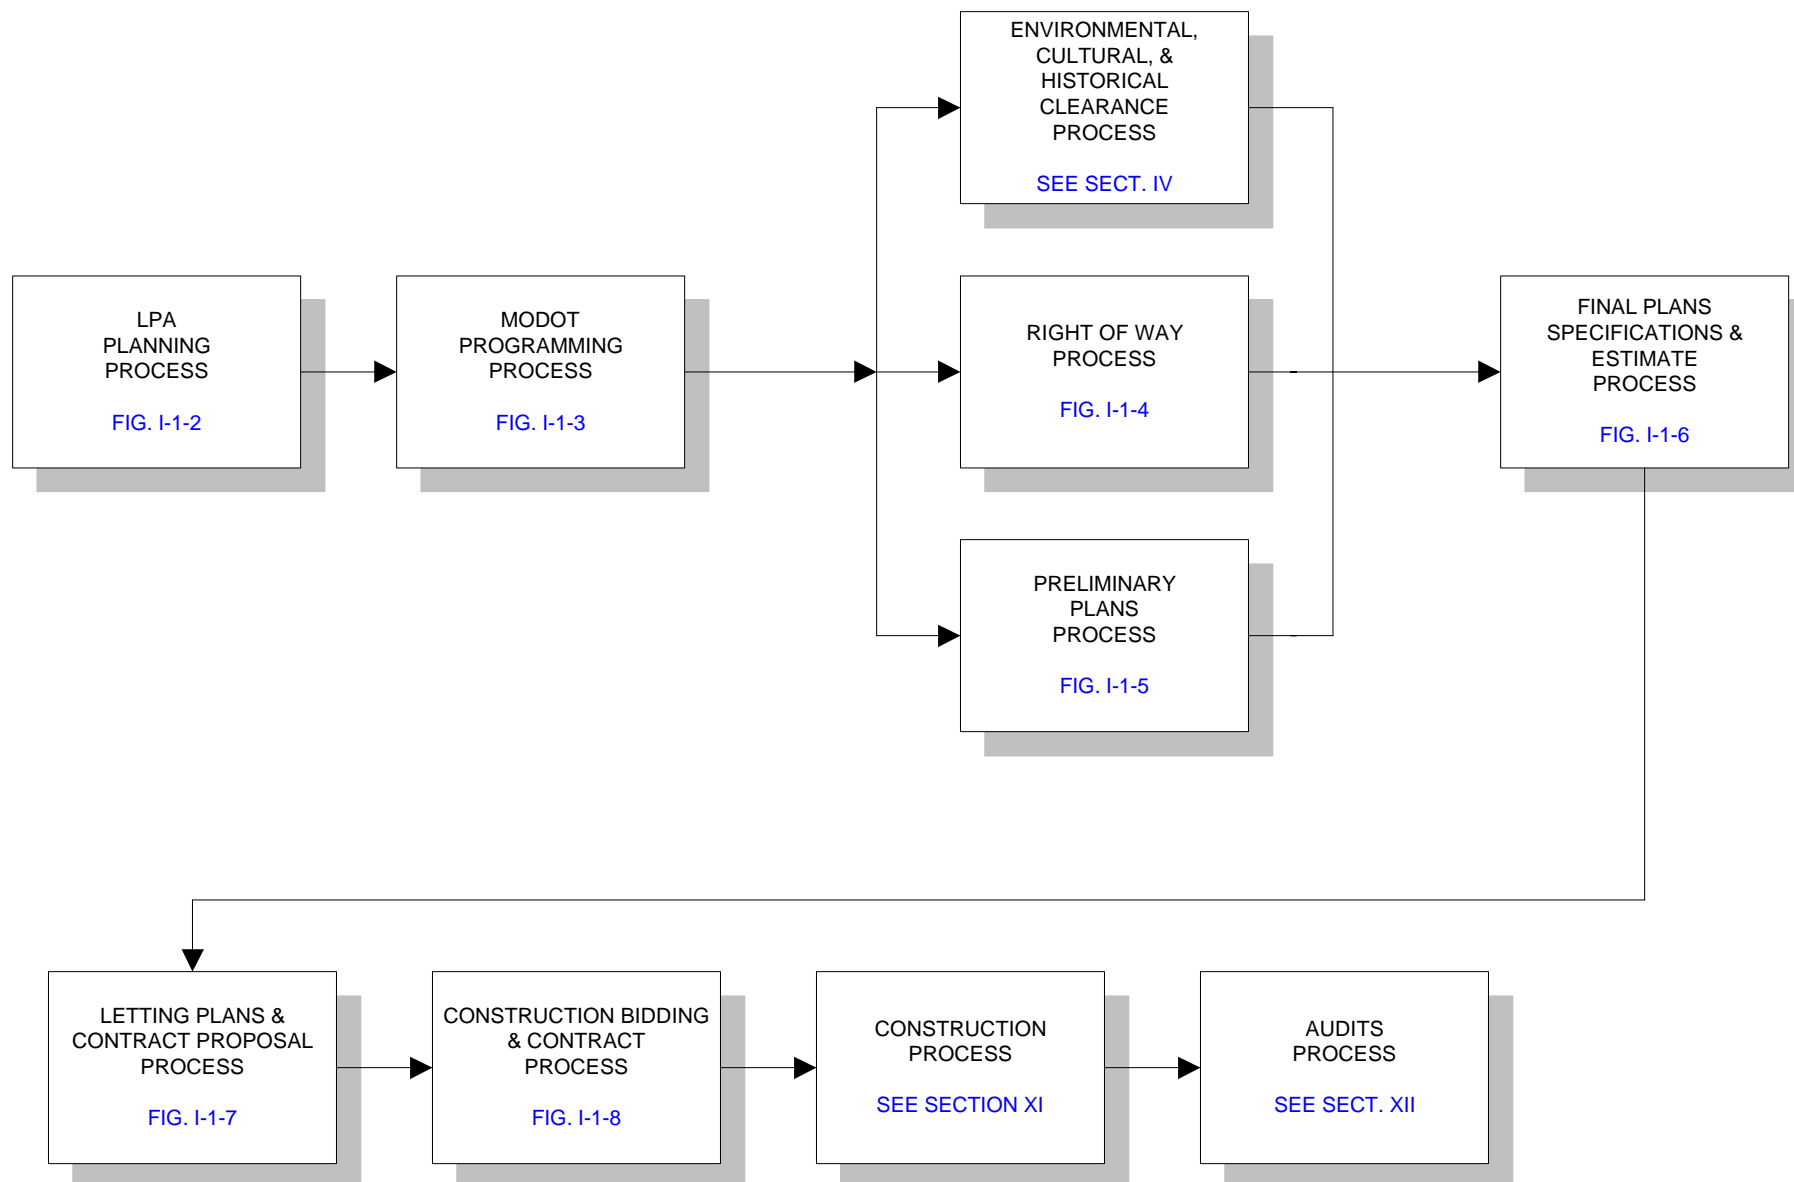 LPA
PLANNING
PROCESS
FIG. I-1-2
MODOT
PROGRAMMING
PROCESS
FIG. I-1-3
ENVIRONMENTAL,
CULTURAL, &
HISTORICAL
CLEARANCE
PROCESS
SEE SECT. IV
RIGHT OF WAY
PROCESS
FIG. I-1-4
PRELIMINARY
PLANS
PROCESS
FIG. I-1-5
FINAL PLANS
SPECIFICATIONS &
ESTIMATE
PROCESS
FIG. I-1-6
LETTING PLANS &
CONTRACT PROPOSAL
PROCESS
FIG. I-1-7
CONSTRUCTION BIDDING
& CONTRACT
PROCESS
FIG. I-1-8
CONSTRUCTION
PROCESS
SEE SECTION XI
AUDITS
PROCESS
SEE SECT. XII